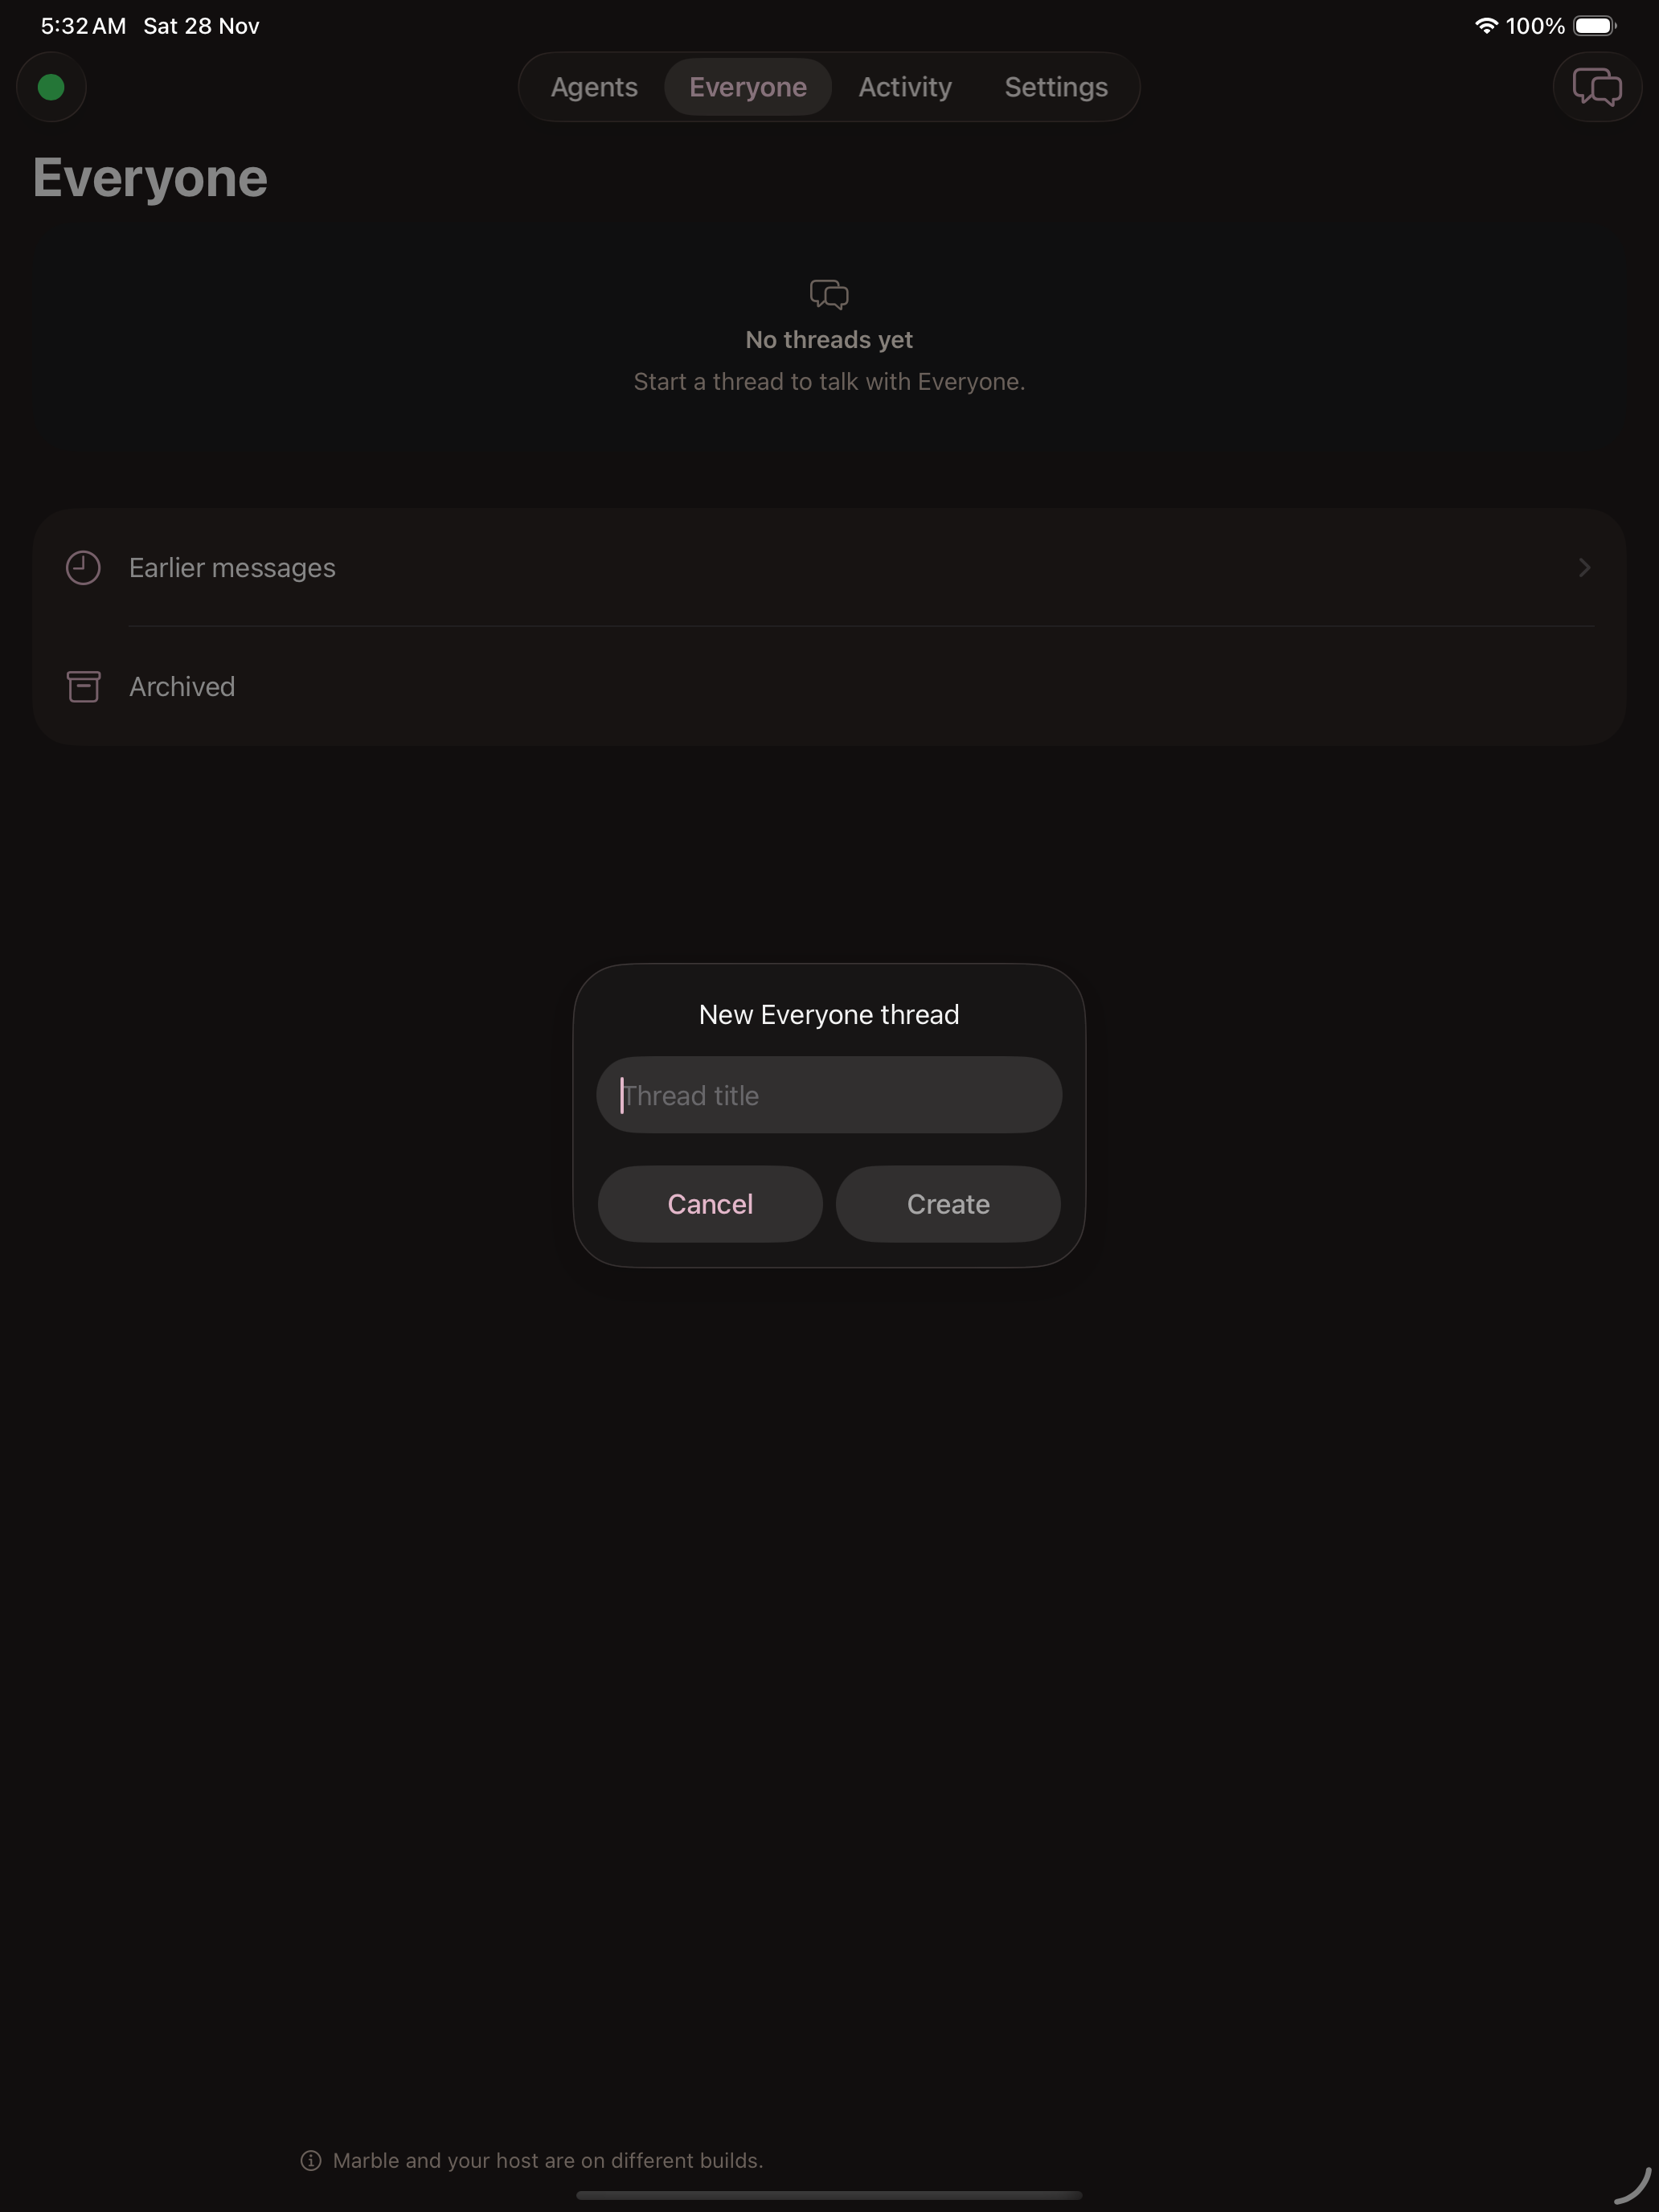 5:32 AM Sat 28 Nov 100%
Agents Everyone Activity Settings
Everyone
No threads yet
Start a thread to talk with Everyone.
Earlier messages
Archived
New Everyone thread
Thread title
Cancel Create
Marble and your host are on different builds.